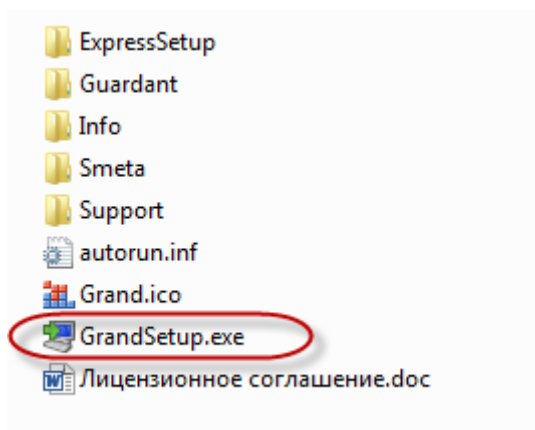 ExpressSetup
Guardant
Info
Smeta
Support
autorun.inf
Grand.ico
GrandSetup.exe
Лицензионное соглашение.doc